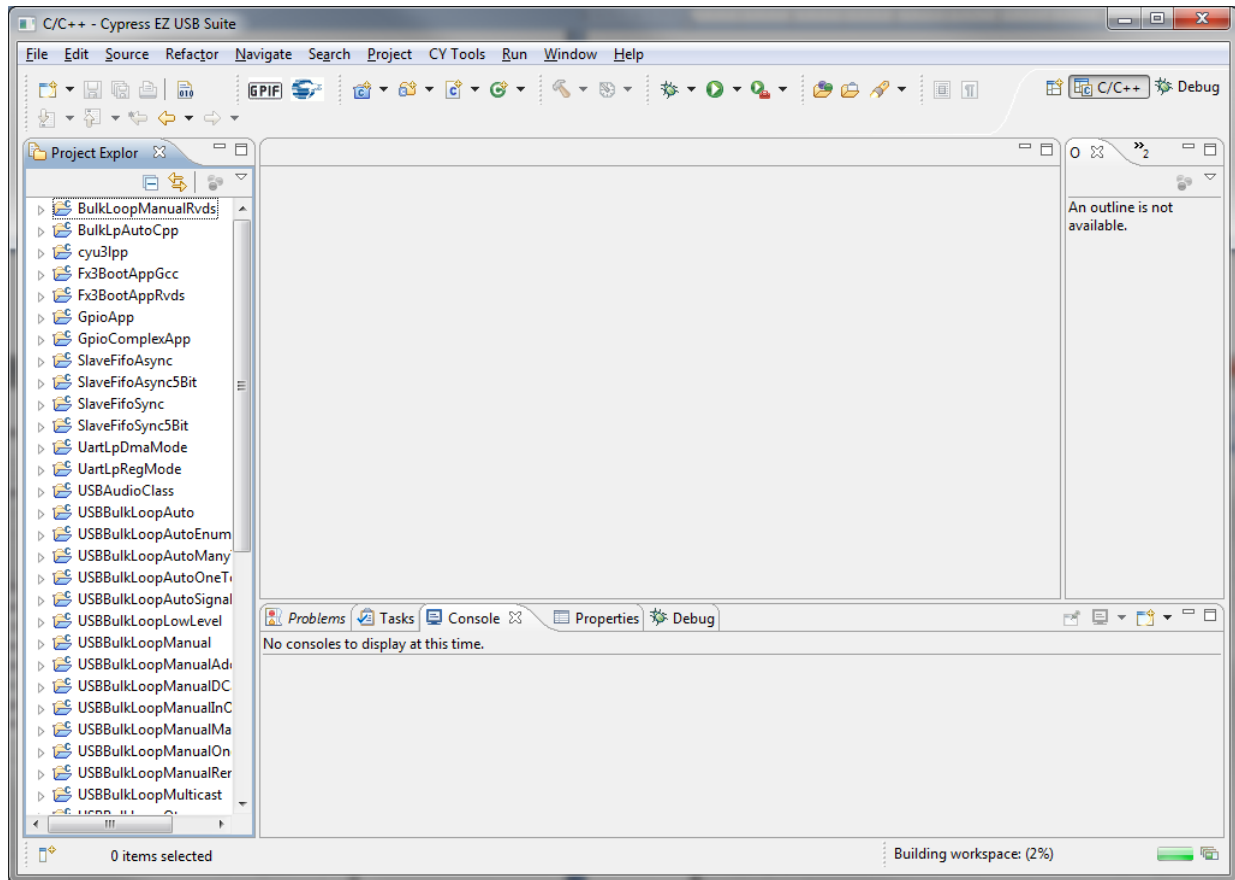 C/C++ - Cypress EZ USB Suite
File Edit Source Refactor Navigate Search Project CY Tools Run Window Help
010 GPIF C/C++ Debug
Project Explor
O »2
BulkLoopManualRvds
An outline is not
available.
BulkLpAutoCpp
cyu3lpp
Fx3BootAppGcc
Fx3BootAppRvds
GpioApp
GpioComplexApp
SlaveFifoAsync
SlaveFifoAsync5Bit
SlaveFifoSync
SlaveFifoSync5Bit
UartLpDmaMode
UartLpRegMode
USBAudioClass
USBBulkLoopAuto
USBBulkLoopAutoEnum
USBBulkLoopAutoMany
USBBulkLoopAutoOneT
USBBulkLoopAutoSignal
USBBulkLoopLowLevel
USBBulkLoopManual
USBBulkLoopManualAd
USBBulkLoopManualDC
USBBulkLoopManualInC
USBBulkLoopManualMa
USBBulkLoopManualOn
USBBulkLoopManualRer
USBBulkLoopMulticast
Problems Tasks Console Properties Debug
No consoles to display at this time.
0 items selected
Building workspace: (2%)